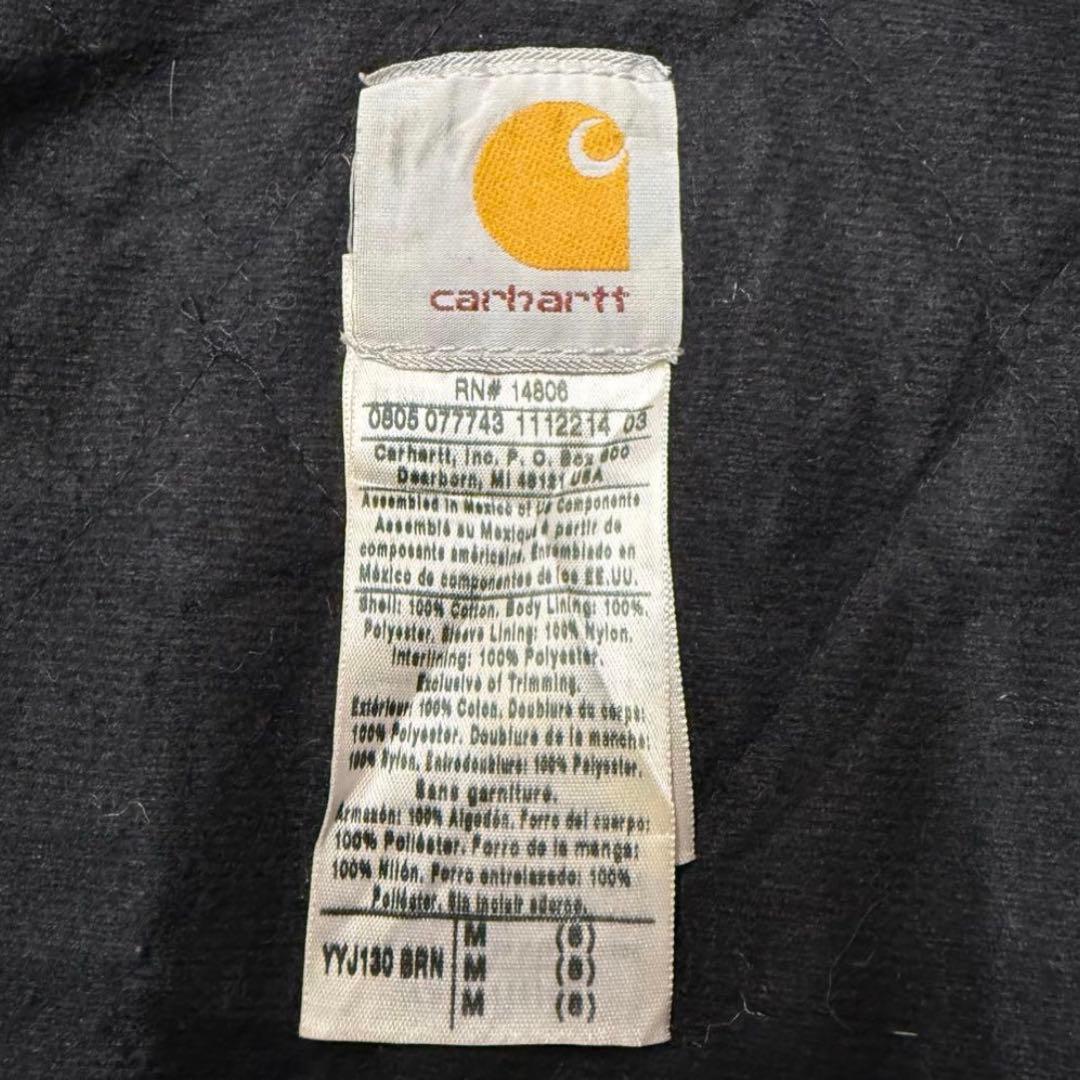 carhartt
RN# 14806
0805 077743 1112214 03
Carhartt, Inc. P. O. Box 600
Dearborn, MI 48121 USA
Assembled in Mexico of US Components
Assemblé au Mexique à partir de
composants américains. Ensamblado en
México de componentes de los EE.UU.
Shell: 100% Cotton. Body Lining: 100%
Polyester. Sleeve Lining: 100% Nylon.
Interlining: 100% Polyester.
Exclusive of Trimming.
Extérieur: 100% Coton. Doublure du corps:
100% Polyester. Doublure de la manche:
100% Nylon. Entredoublure: 100% Polyester.
Sans garniture.
Armazón: 100% Algodón. Forro del cuerpo:
100% Poliéster. Forro de la manga:
100% Nilón. Forro entrelazado: 100%
Poliéster. Sin incluir adorno.
M (8)
YYJ130 BRN M (8)
M (8)